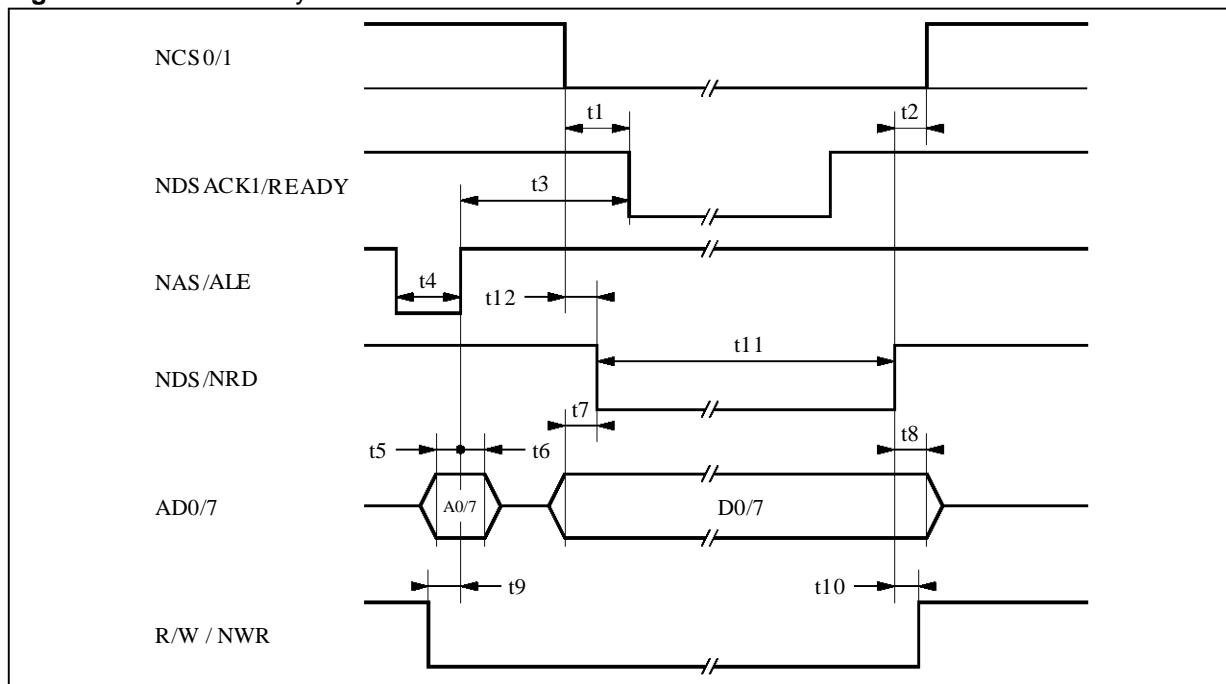 NCS0/1
t1
t2
NDSACK1/READY
t3
NAS/ALE
t4
t12
t11
NDS/NRD
t7
t8
t5
t6
AD0/7
A0/7
D0/7
t9
t10
R/W / NWR